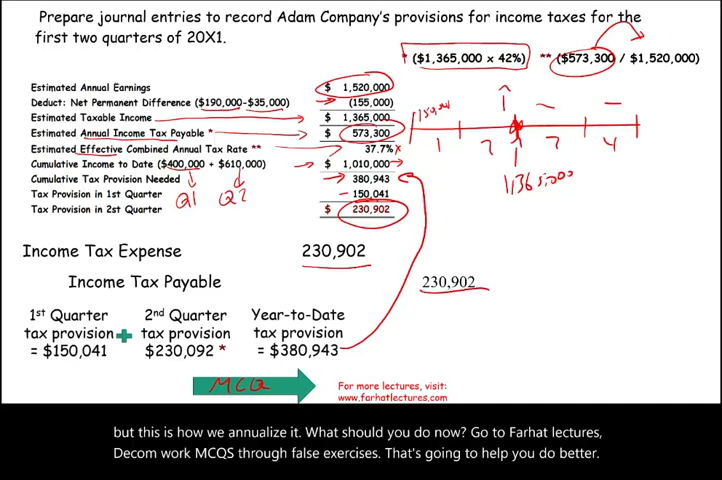 Prepare journal entries to record Adam Company's provisions for income taxes for the
first two quarters of 20X1.
* ($1,365,000 x 42%) ** ($573,300 / $1,520,000)
Estimated Annual Earnings $ 1,520,000
Deduct: Net Permanent Difference ($190,000-$35,000) (155,000)
Estimated Taxable Income $ 1,365,000
Estimated Annual Income Tax Payable * $ 573,300
Estimated Effective Combined Annual Tax Rate ** 37.7% x
Cumulative Income to Date ($400,000 + $610,000) $ 1,010,000
Cumulative Tax Provision Needed 380,943
Tax Provision in 1st Quarter - 150,041
Tax Provision in 2st Quarter $ 230,902
Q1 Q2
1 2 3 4
1,365,000
Income Tax Expense 230,902
Income Tax Payable 230,902
1st Quarter
tax provision
= $150,041
+
2nd Quarter
tax provision
$230,092 *
Year-to-Date
tax provision
= $380,943
MCQ
For more lectures, visit:
www.farhatlectures.com
but this is how we annualize it. What should you do now? Go to Farhat lectures,
Decom work MCQS through false exercises. That's going to help you do better.